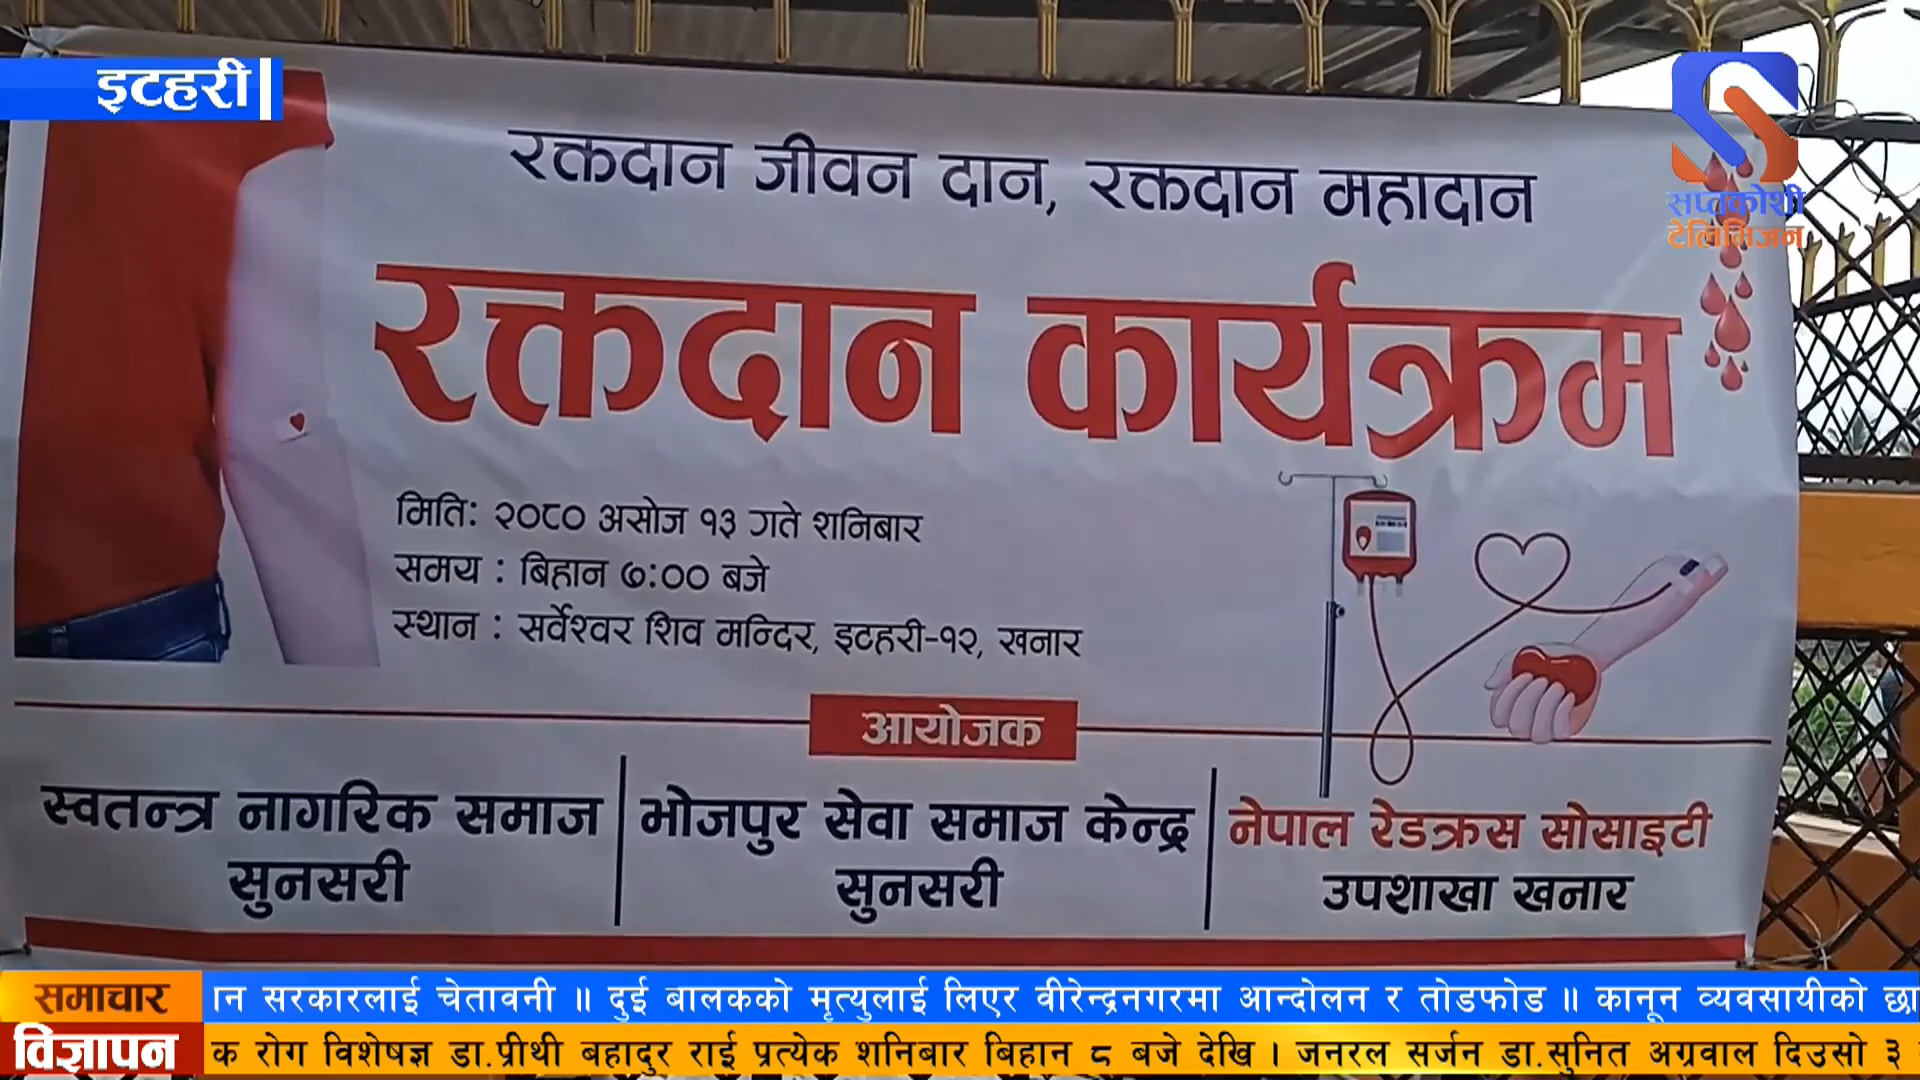 इटहरी
सप्तकोशी
टेलिभिजन
रक्तदान जीवन दान, रक्तदान महादान
रक्तदान कार्यक्रम
मिति: २०८० असोज १३ गते शनिबार
समय : बिहान ७:०० बजे
स्थान : सर्वेश्वर शिव मन्दिर, इटहरी-१२, खनार
आयोजक
स्वतन्त्र नागरिक समाज
सुनसरी
भोजपुर सेवा समाज केन्द्र
सुनसरी
नेपाल रेडक्रस सोसाइटी
उपशाखा खनार
समाचार
सरकारलाई चेतावनी ॥ दुई बालकको मृत्युलाई लिएर वीरेन्द्रनगरमा आन्दोलन र तोडफोड ॥ कानून व्यवसायीको
विज्ञापन
क रोग विशेषज्ञ डा.प्रीथी बहादुर राई प्रत्येक शनिबार बिहान ८ बजे देखि । जनरल सर्जन डा.सुनित अग्रवाल दिउसो ३